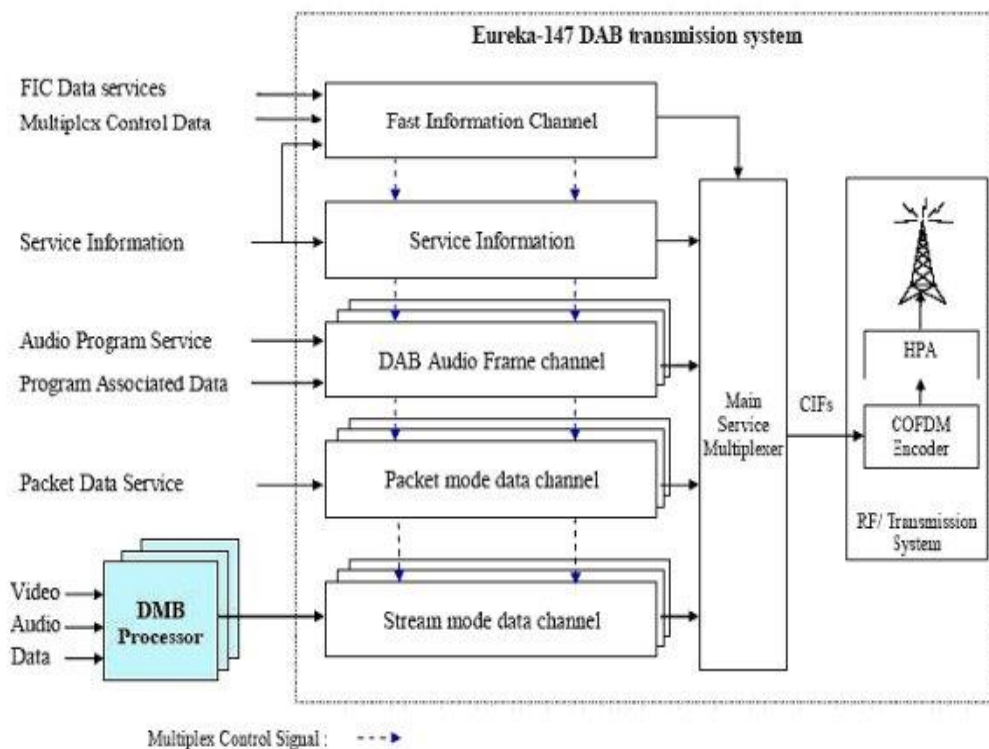 Eureka-147 DAB transmission system
FIC Data services
Multiplex Control Data
Fast Information Channel
Service Information
Service Information
Audio Program Service
Program Associated Data
DAB Audio Frame channel
Packet Data Service
Packet mode data channel
Video
Audio
Data
DMB
Processor
Stream mode data channel
Main
Service
Multiplexer
CIFs
HPA
COFDM
Encoder
RF/ Transmission
System
Multiplex Control Signal :